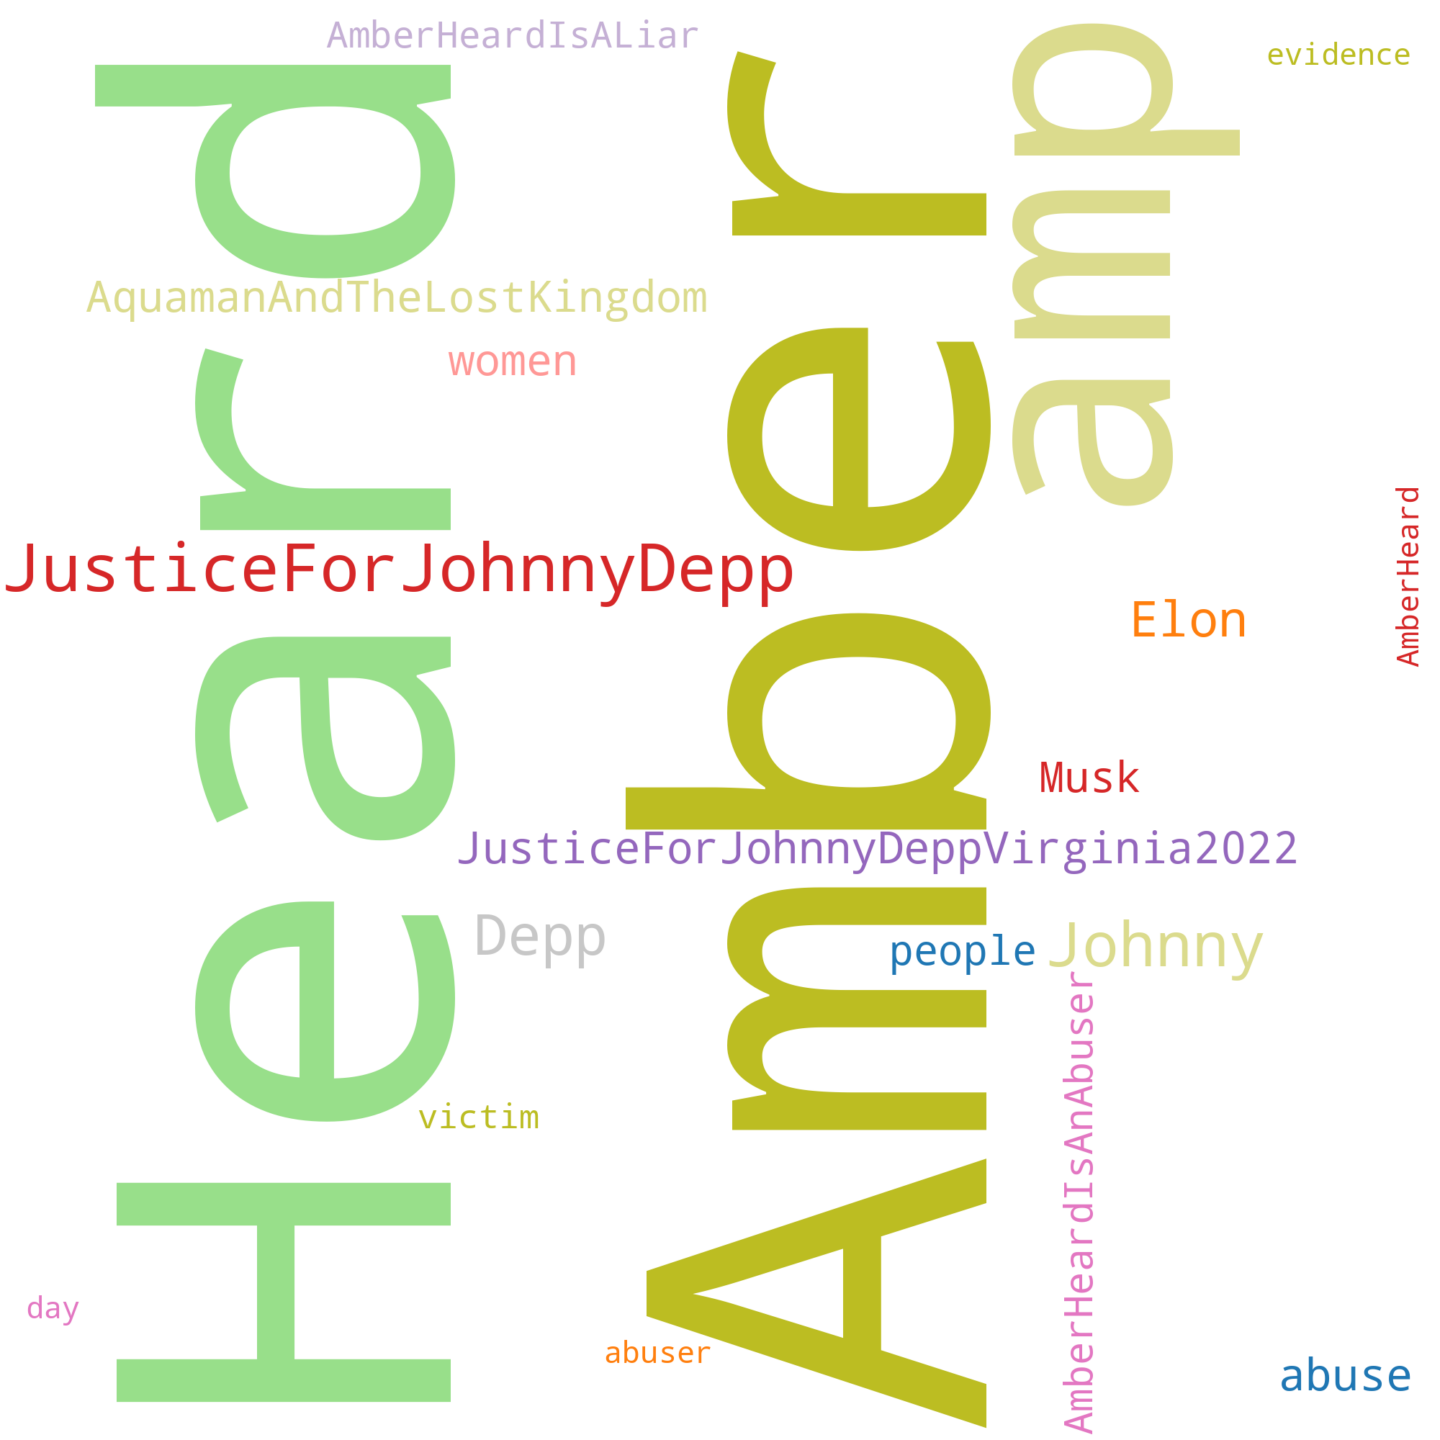 AmberHeardIsALiar
evidence
Heard
Amber
amp
AquamanAndTheLostKingdom
women
JusticeForJohnnyDepp
AmberHeard
Elon
Musk
JusticeForJohnnyDeppVirginia2022
Depp
people
Johnny
AmberHeardIsAnAbuser
victim
day
abuser
abuse